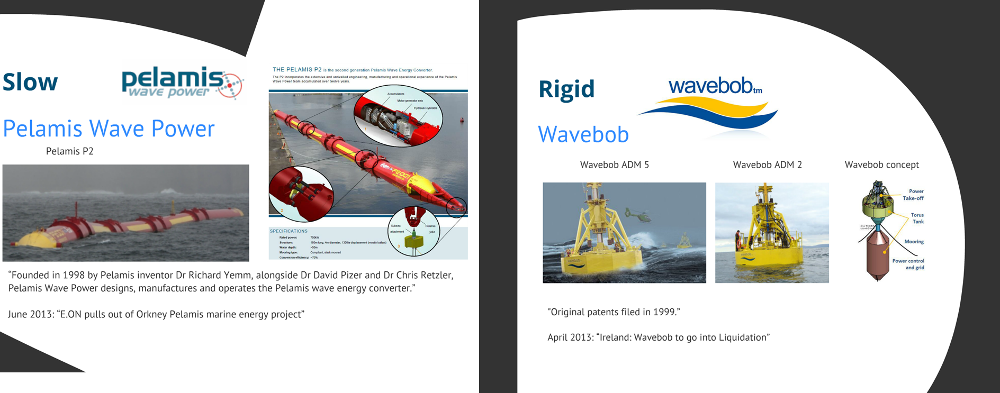 Slow
pelamis
wave power
Pelamis Wave Power
Pelamis P2
THE PELAMIS P2 is the second generation Pelamis Wave Energy Converter.
The P2 incorporates the extensive and unrivalled engineering, manufacturing and operational experience of the Pelamis
Wave Power team accumulated over twelve years.
Accumulators
Motor-generator sets
Hydraulic cylinders
1
2
Subsea
attachment
Pelamis
yoke
3
SPECIFICATIONS
Rated power: 750kW
Structure: 180m long, 4m diameter, 1300te displacement (mostly ballast)
Water depth: >50m
Mooring type: Compliant, slack moored
Conversion efficiency: ~70%
“Founded in 1998 by Pelamis inventor Dr Richard Yemm, alongside Dr David Pizer and Dr Chris Retzler,
Pelamis Wave Power designs, manufactures and operates the Pelamis wave energy converter.”
June 2013: “E.ON pulls out of Orkney Pelamis marine energy project”
Rigid
wavebob tm
Wavebob
Wavebob ADM 5
Wavebob ADM 2
Wavebob concept
Power
Take-off
Torus
Tank
Mooring
Power control
and grid
"Original patents filed in 1999.”
April 2013: “Ireland: Wavebob to go into Liquidation”